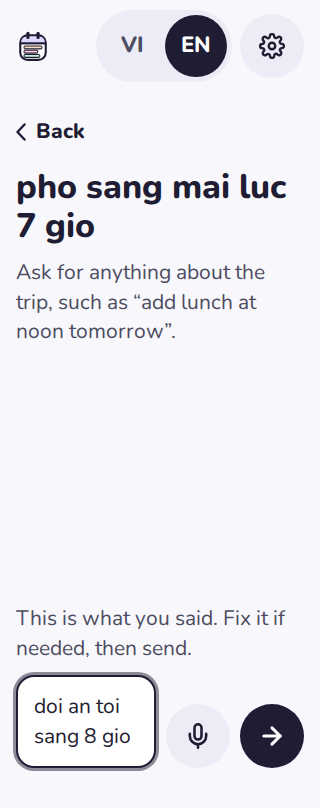 VI EN
Back
pho sang mai luc
7 gio
Ask for anything about the
trip, such as “add lunch at
noon tomorrow”.
This is what you said. Fix it if
needed, then send.
doi an toi
sang 8 gio